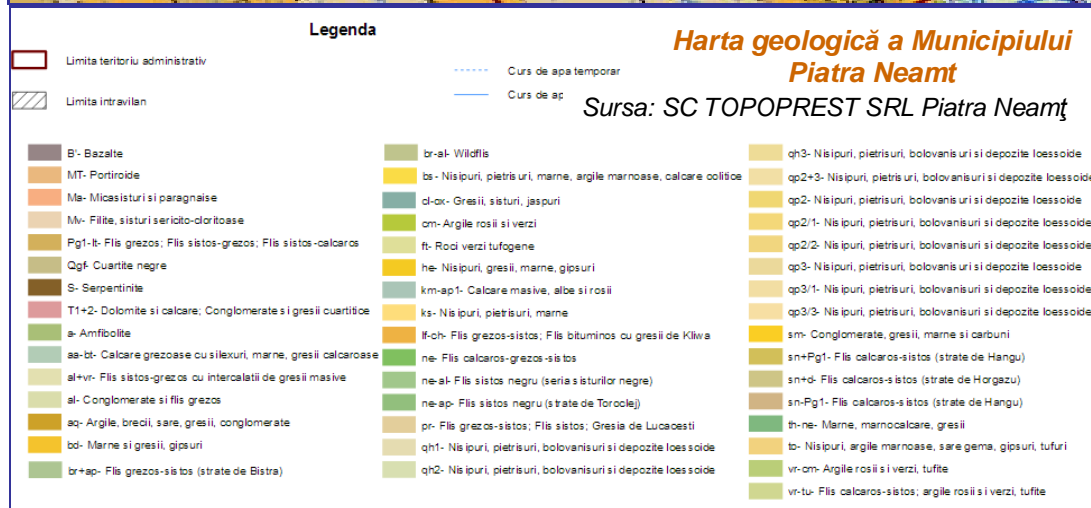 Legenda
Harta geologică a Municipiului
Piatra Neamt
Sursa: SC TOPOPREST SRL Piatra Neamţ
Limita teritoriu administrativ
Limita intravilan
Curs de apa temporar
Curs de ap
B'- Bazalte
MT- Portiroide
Ma- Micasisturi si paragnaise
Mv- Filite, sisturi sericito-cloritoase
Pg1-lt- Flis grezos; Flis sistos-grezos; Flis sistos-calcaros
Qgf- Cuartite negre
S- Serpentinite
T1+2- Dolomite si calcare; Conglomerate si gresii cuartitice
a- Amfibolite
aa-bt- Calcare grezoase cu silexuri, marne, gresii calcaroase
al+vr- Flis sistos-grezos cu intercalatii de gresii masive
al- Conglomerate si flis grezos
aq- Argile, brecii, sare, gresii, conglomerate
bd- Marne si gresii, gipsuri
br+ap- Flis grezos-sistos (strate de Bistra)
br-al- Wildflis
bs- Nisipuri, pietrisuri, marne, argile marnoase, calcare oolitice
cl-ox- Gresii, sisturi, jaspuri
cm- Argile rosii si verzi
ft- Roci verzi tufogene
he- Nisipuri, gresii, marne, gipsuri
km-ap1- Calcare masive, albe si rosii
ks- Nisipuri, pietrisuri, marne
lf-ch- Flis grezos-sistos; Flis bituminos cu gresii de Kliwa
ne- Flis calcaros-grezos-sistos
ne-al- Flis sistos negru (seria sisturilor negre)
ne-ap- Flis sistos negru (strate de Toroclej)
pr- Flis grezos-sistos; Flis sistos; Gresia de Lucacesti
qh1- Nisipuri, pietrisuri, bolovanisuri si depozite loessoide
qh2- Nisipuri, pietrisuri, bolovanisuri si depozite loessoide
qh3- Nisipuri, pietrisuri, bolovanisuri si depozite loessoide
qp2+3- Nisipuri, pietrisuri, bolovanisuri si depozite loessoide
qp2- Nisipuri, pietrisuri, bolovanisuri si depozite loessoide
qp2/1- Nisipuri, pietrisuri, bolovanisuri si depozite loessoide
qp2/2- Nisipuri, pietrisuri, bolovanisuri si depozite loessoide
qp3- Nisipuri, pietrisuri, bolovanisuri si depozite loessoide
qp3/1- Nisipuri, pietrisuri, bolovanisuri si depozite loessoide
qp3/3- Nisipuri, pietrisuri, bolovanisuri si depozite loessoide
sm- Conglomerate, gresii, marne si carbuni
sn+Pg1- Flis calcaros-sistos (strate de Hangu)
sn+d- Flis calcaros-sistos (strate de Horgazu)
sn-Pg1- Flis calcaros-sistos (strate de Hangu)
th-ne- Marne, marnocalcare, gresii
to- Nisipuri, argile marnoase, sare gema, gipsuri, tufuri
vr-cm- Argile rosii si verzi, tufite
vr-tu- Flis calcaros-sistos; argile rosii si verzi, tufite